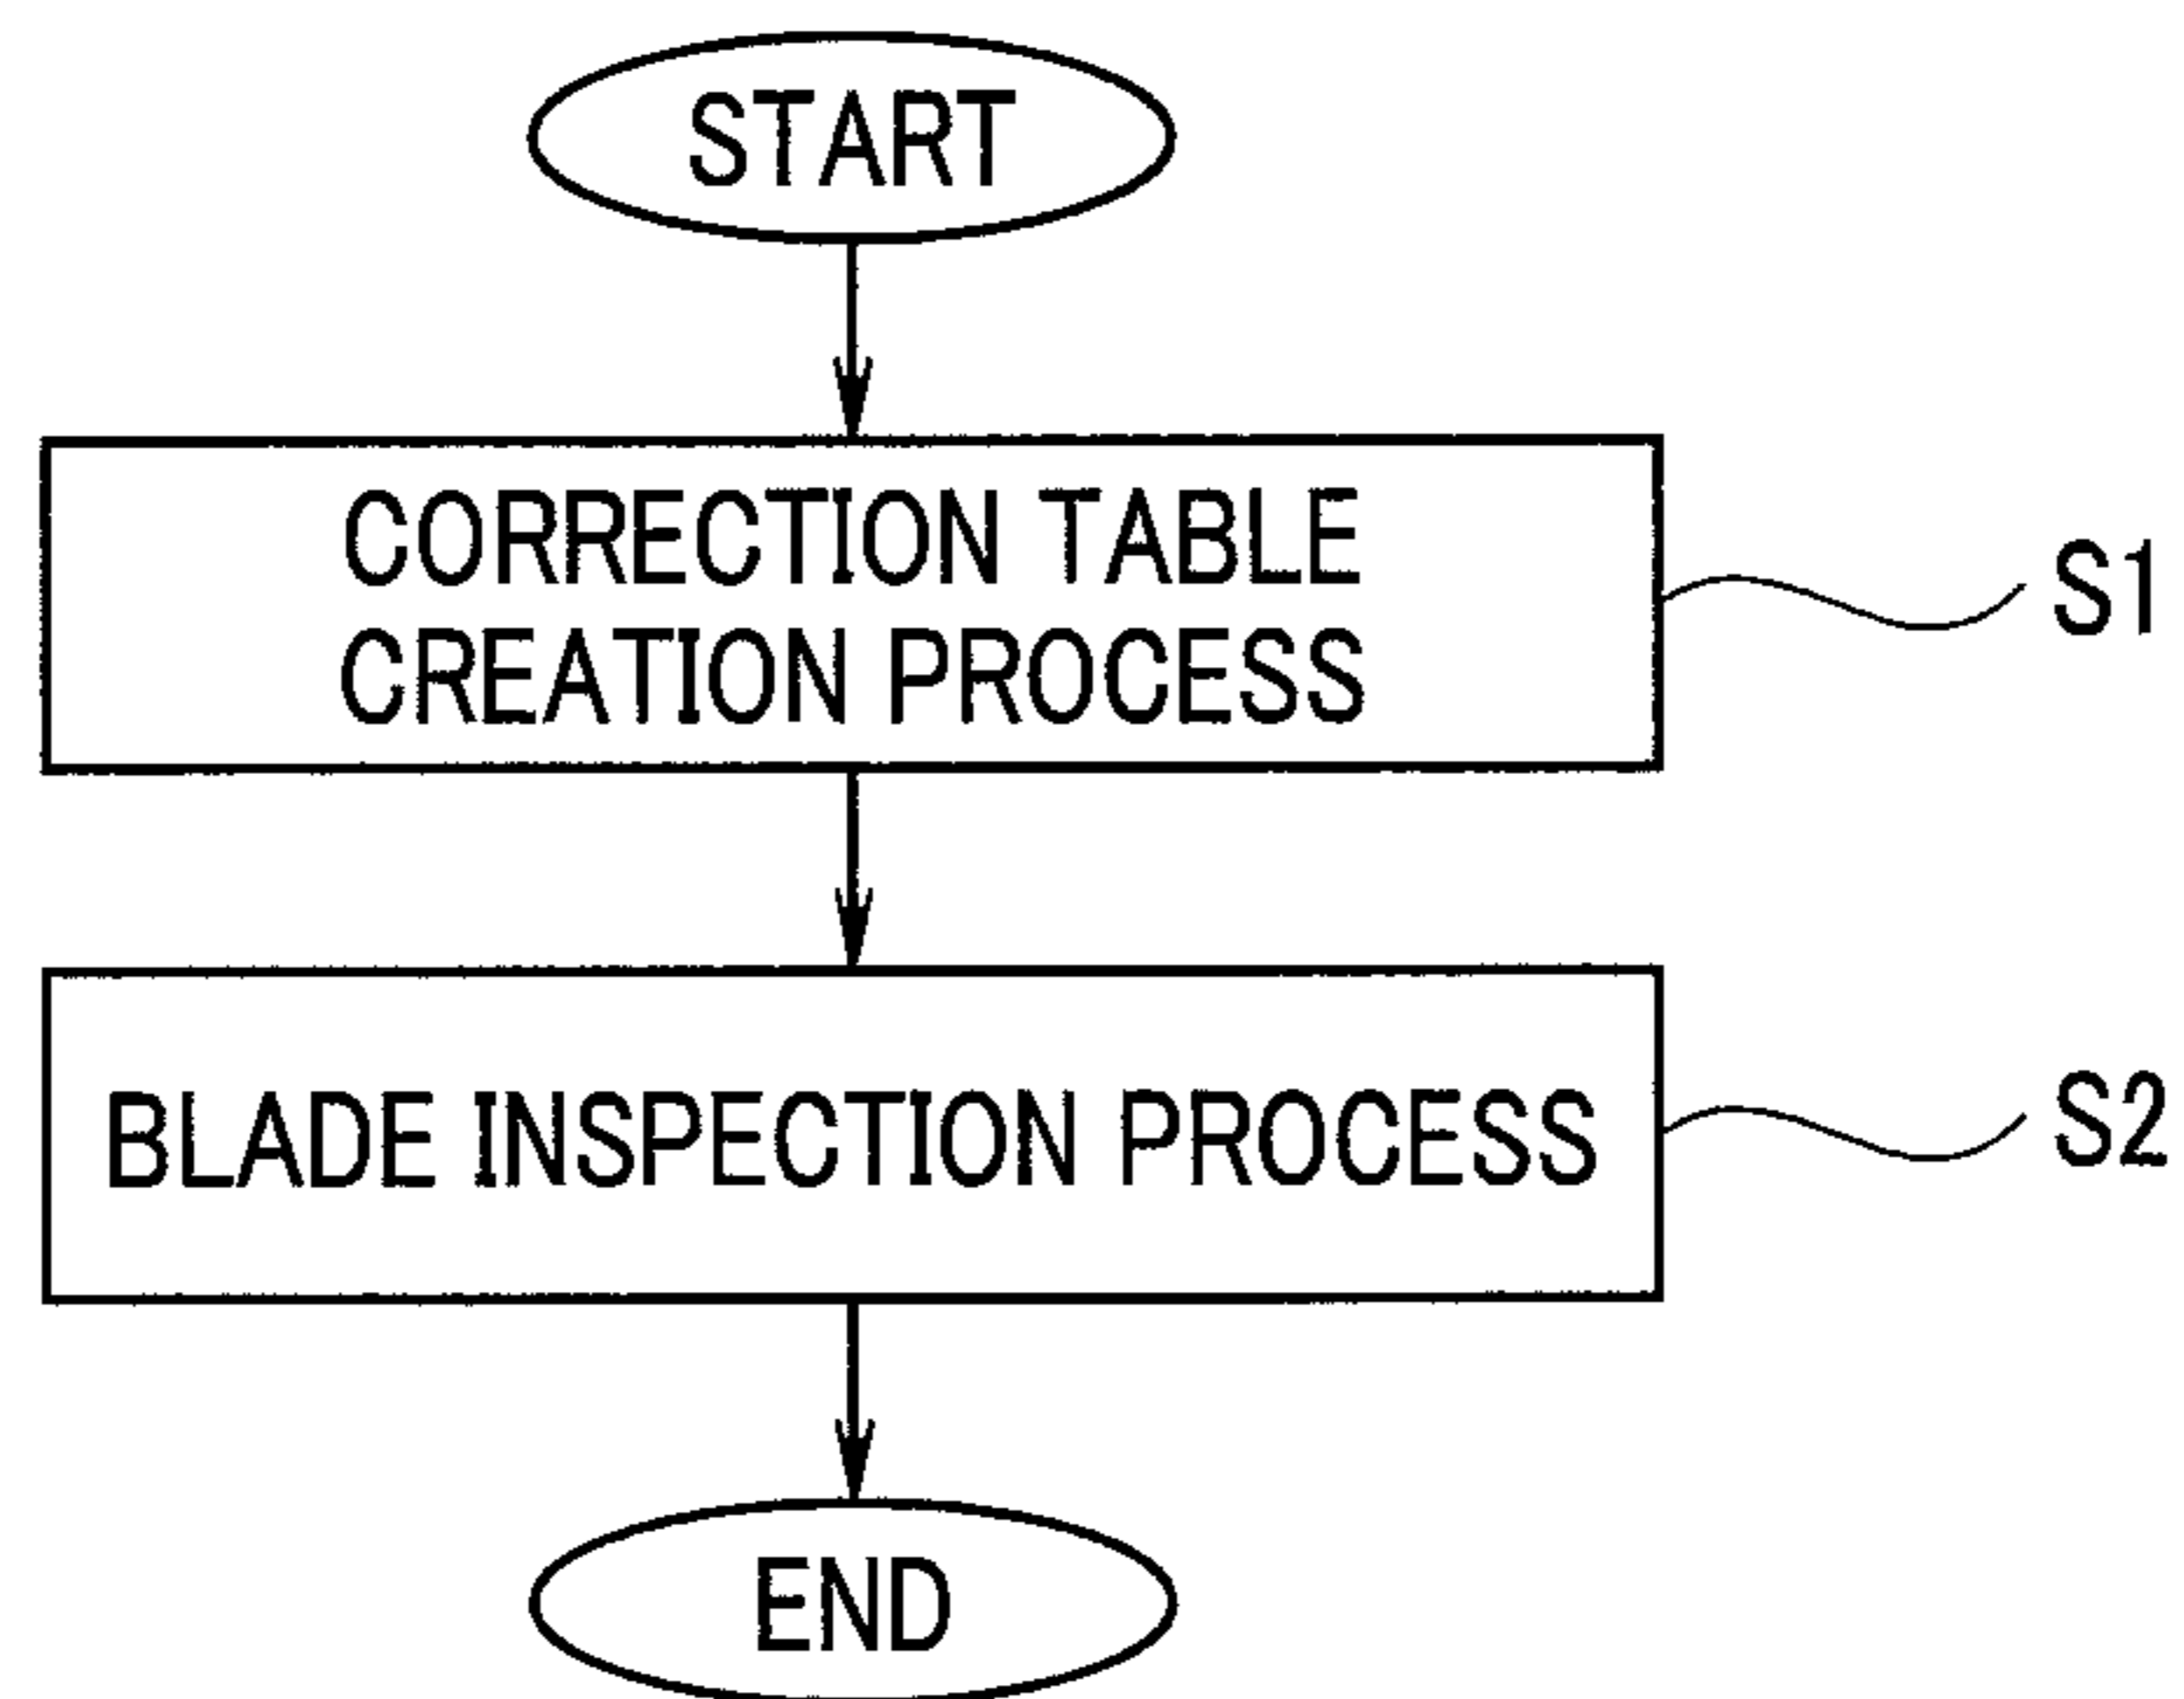 START
CORRECTION TABLE
CREATION PROCESS
S1
BLADE INSPECTION PROCESS
S2
END